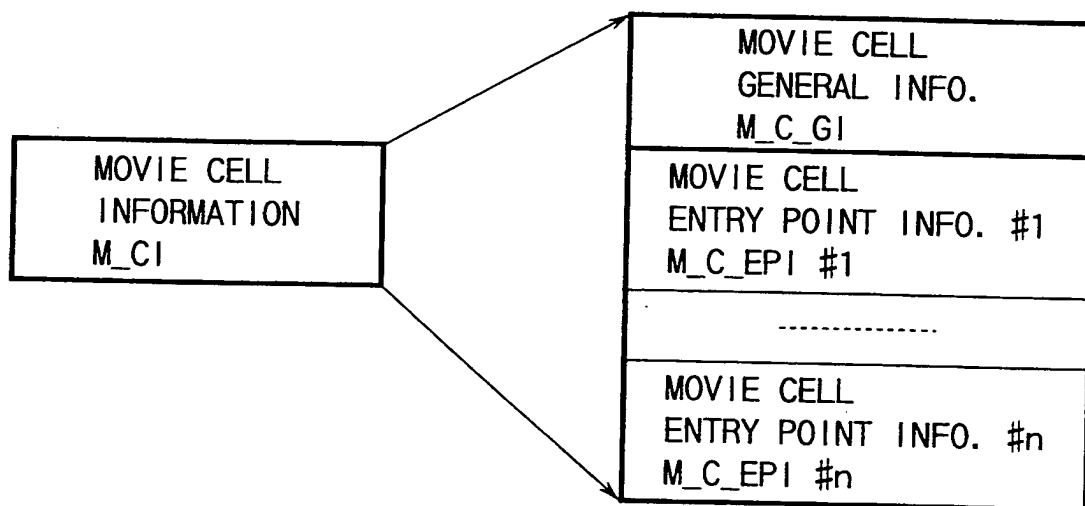 MOVIE CELL
INFORMATION
M_CI
MOVIE CELL
GENERAL INFO.
M_C_GI
MOVIE CELL
ENTRY POINT INFO. #1
M_C_EPI #1
--------------
MOVIE CELL
ENTRY POINT INFO. #n
M_C_EPI #n